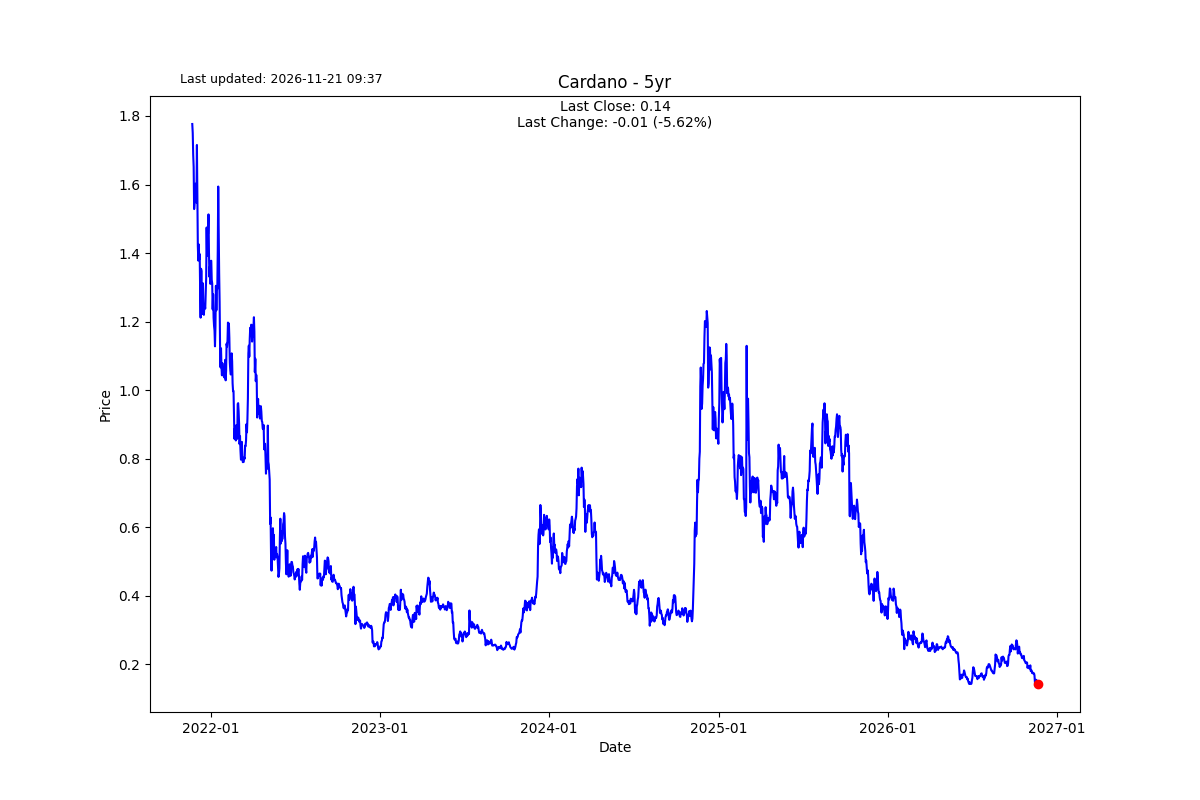 Last updated: 2026-11-21 09:37
Cardano - 5yr
Last Close: 0.14
Last Change: -0.01 (-5.62%)
Price
1.8
1.6
1.4
1.2
1.0
0.8
0.6
0.4
0.2
2022-01
2023-01
2024-01
2025-01
2026-01
2027-01
Date